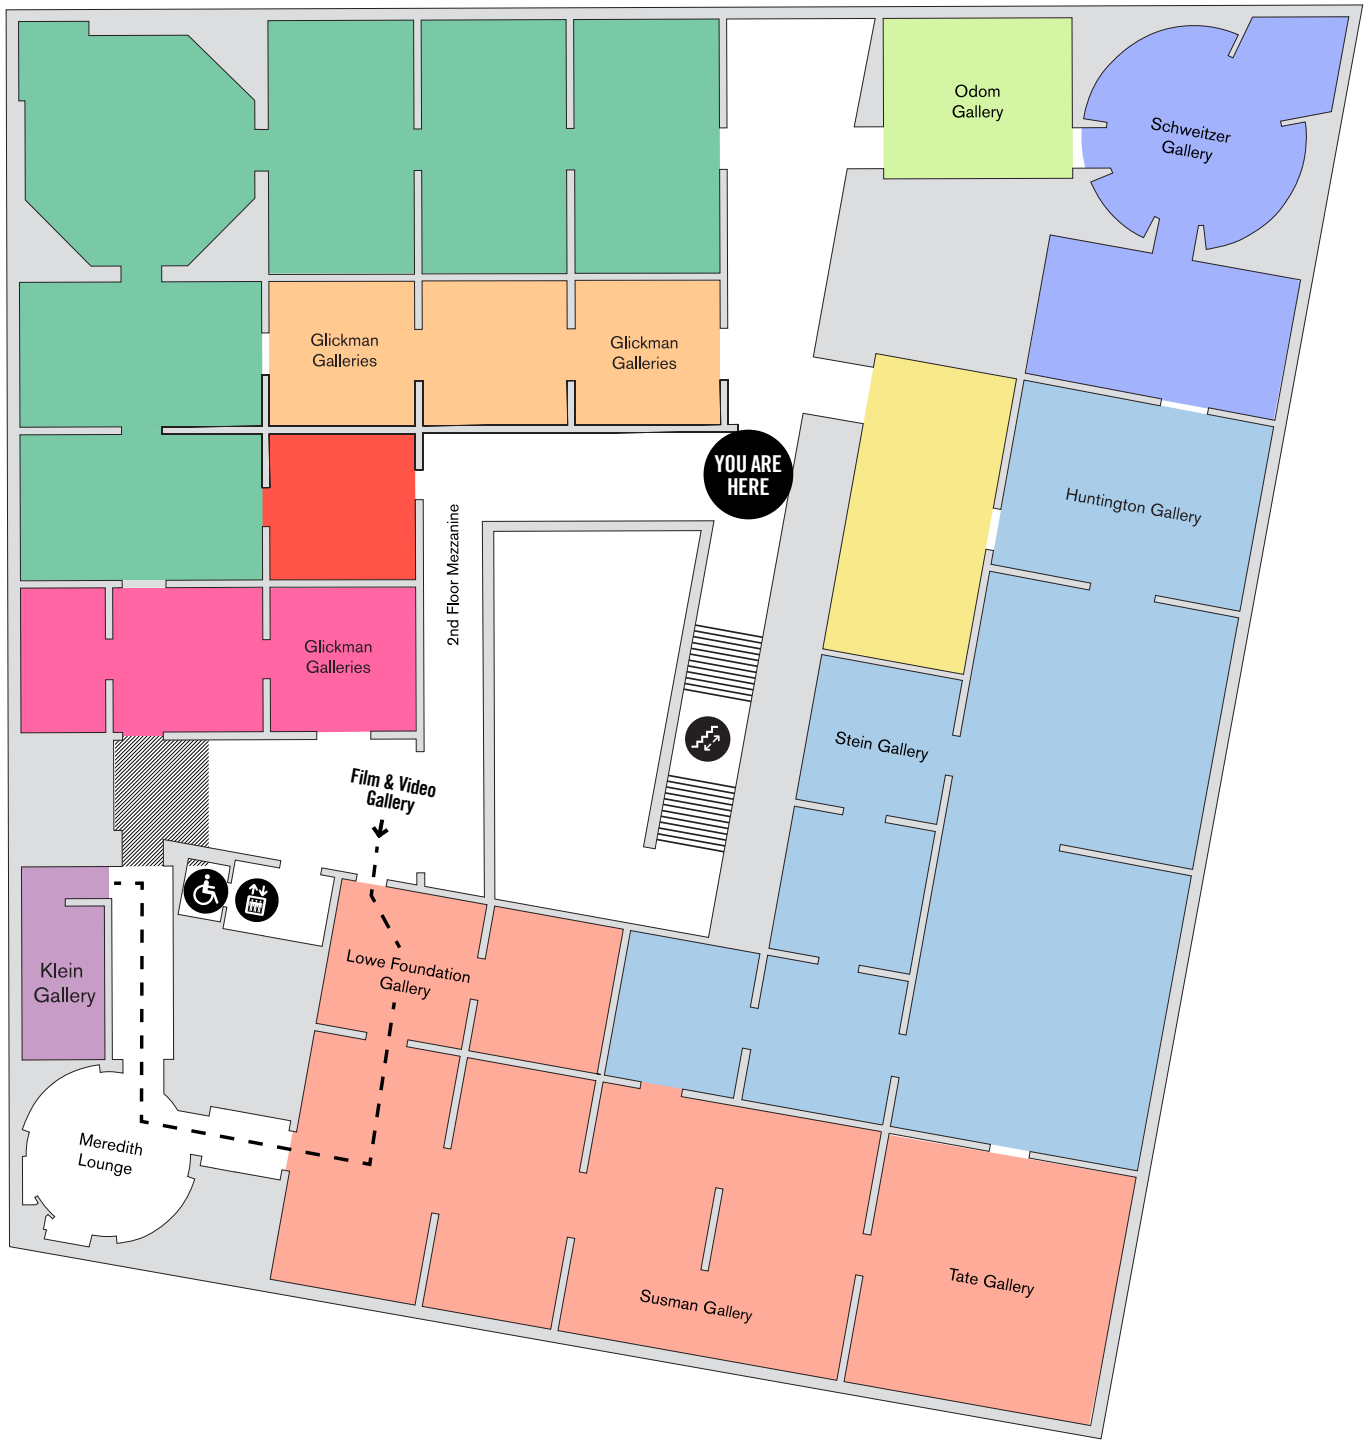 Odom
Gallery
Schweitzer
Gallery
Glickman
Galleries
Glickman
Galleries
YOU ARE
HERE
Huntington Gallery
2nd Floor Mezzanine
Glickman
Galleries
Stein Gallery
Film & Video
Gallery
Lowe Foundation
Gallery
Klein
Gallery
Meredith
Lounge
Susman Gallery
Tate Gallery